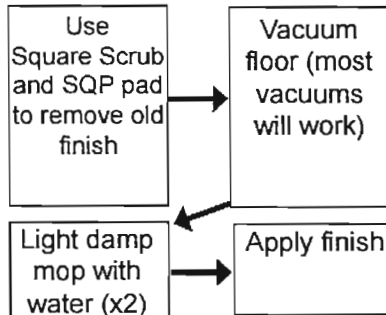 Use
Square Scrub
and SQP pad
to remove old
finish
Vacuum
floor (most
vacuums
will work)
Light damp
mop with
water (x2)
Apply finish